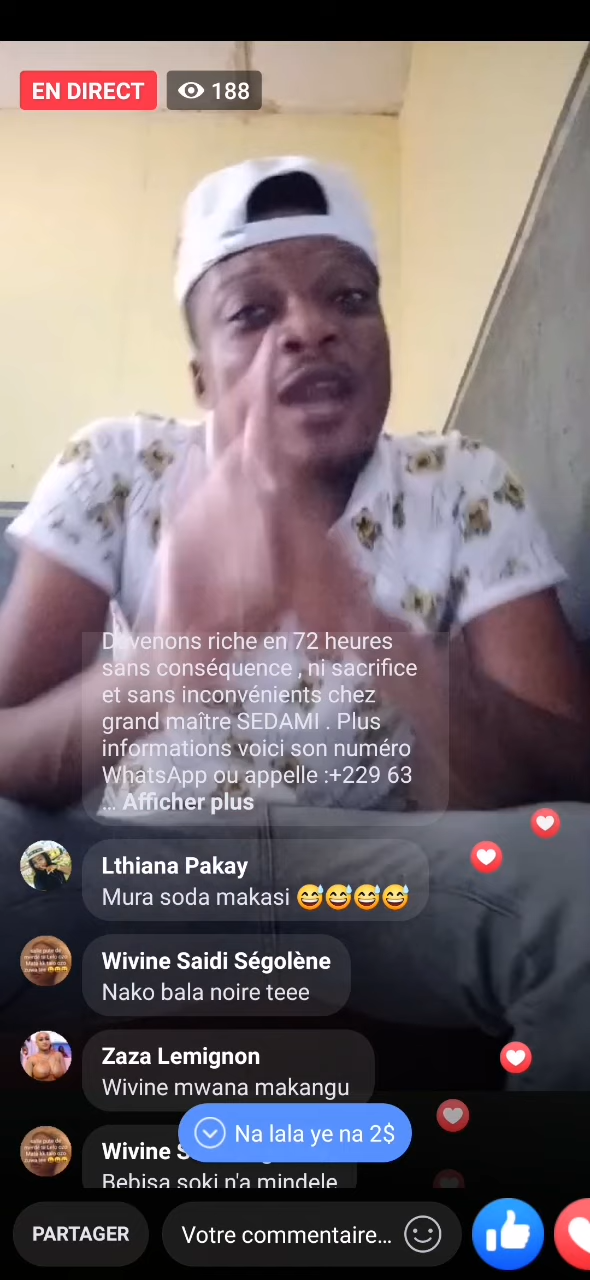 EN DIRECT
188
Devenons riche en 72 heures
sans conséquence , ni sacrifice
et sans inconvénients chez
grand maître SEDAMI . Plus
informations voici son numéro
WhatsApp ou appelle :+229 63
... Afficher plus
Lthiana Pakay
Mura soda makasi 😅😅😅😅
Wivine Saidi Ségolène
Nako bala noire teee
Zaza Lemignon
Wivine mwana makangu
Na lala ye na 2$
Wivine
Bebisa soki n'a mindele
PARTAGER
Votre commentaire...